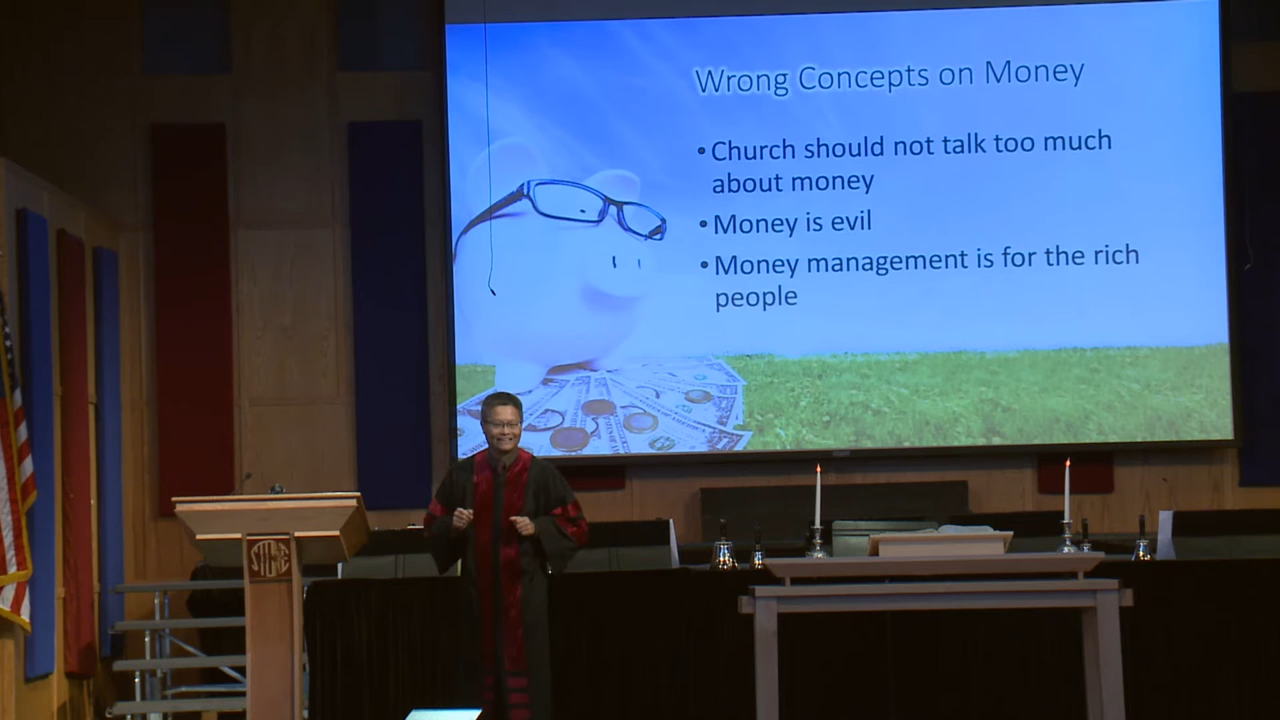 Wrong Concepts on Money
• Church should not talk too much
about money
• Money is evil
• Money management is for the rich
people
STONE